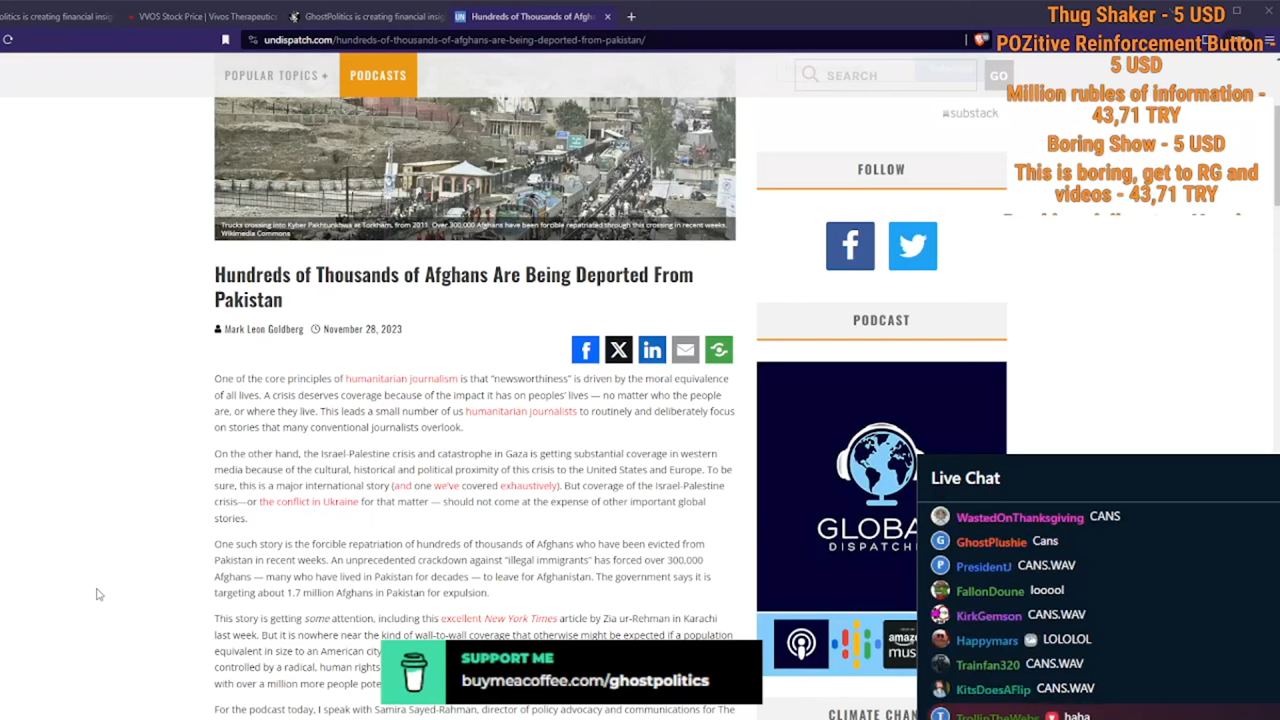 olitics is creating financial insig
VVOS Stock Price | Vivos Therapeutics
GhostPolitics is creating financial insig
UN Hundreds of Thousands of Afgh
undispatch.com/hundreds-of-thousands-of-afghans-are-being-deported-from-pakistan/
Thug Shaker - 5 USD
POZitive Reinforcement Button -
5 USD
Million rubles of information -
43,71 TRY
Boring Show - 5 USD
This is boring, get to RG and
videos - 43,71 TRY
POPULAR TOPICS +
PODCASTS
SEARCH
GO
substack
Trucks crossing into Kyber Pakhtunkhwa at Torkham, from 2011. Over 300,000 Afghans have been forcible repatriated through this crossing in recent weeks.
Wikimedia Commons
FOLLOW
Hundreds of Thousands of Afghans Are Being Deported From
Pakistan
Mark Leon Goldberg November 28, 2023
PODCAST
One of the core principles of humanitarian journalism is that "newsworthiness" is driven by the moral equivalence
of all lives. A crisis deserves coverage because of the impact it has on peoples' lives — no matter who the people
are, or where they live. This leads a small number of us humanitarian journalists to routinely and deliberately focus
on stories that many conventional journalists overlook.
On the other hand, the Israel-Palestine crisis and catastrophe in Gaza is getting substantial coverage in western
media because of the cultural, historical and political proximity of this crisis to the United States and Europe. To be
sure, this is a major international story (and one we've covered exhaustively). But coverage of the Israel-Palestine
crisis—or the conflict in Ukraine for that matter — should not come at the expense of other important global
stories.
One such story is the forcible repatriation of hundreds of thousands of Afghans who have been evicted from
Pakistan in recent weeks. An unprecedented crackdown against "illegal immigrants" has forced over 300,000
Afghans — many who have lived in Pakistan for decades — to leave for Afghanistan. The government says it is
targeting about 1.7 million Afghans in Pakistan for expulsion.
This story is getting some attention, including this excellent New York Times article by Zia ur-Rehman in Karachi
last week. But it is nowhere near the kind of wall-to-wall coverage that otherwise might be expected if a population
equivalent in size to an American city
controlled by a radical, human rights
with over a million more people pote
For the podcast today, I speak with Samira Sayed-Rahman, director of policy advocacy and communications for The
SUPPORT ME
buymeacoffee.com/ghostpolitics
GLOBA
DISPATCH
amazo
mus
CLIMATE CHAN
Live Chat
WastedOnThanksgiving CANS
GhostPlushie Cans
PresidentJ CANS.WAV
FallonDoune looool
KirkGemson CANS.WAV
Happymars LOLOLOL
Trainfan320 CANS.WAV
KitsDoesAFlip CANS.WAV
TrollinTheWebs haha